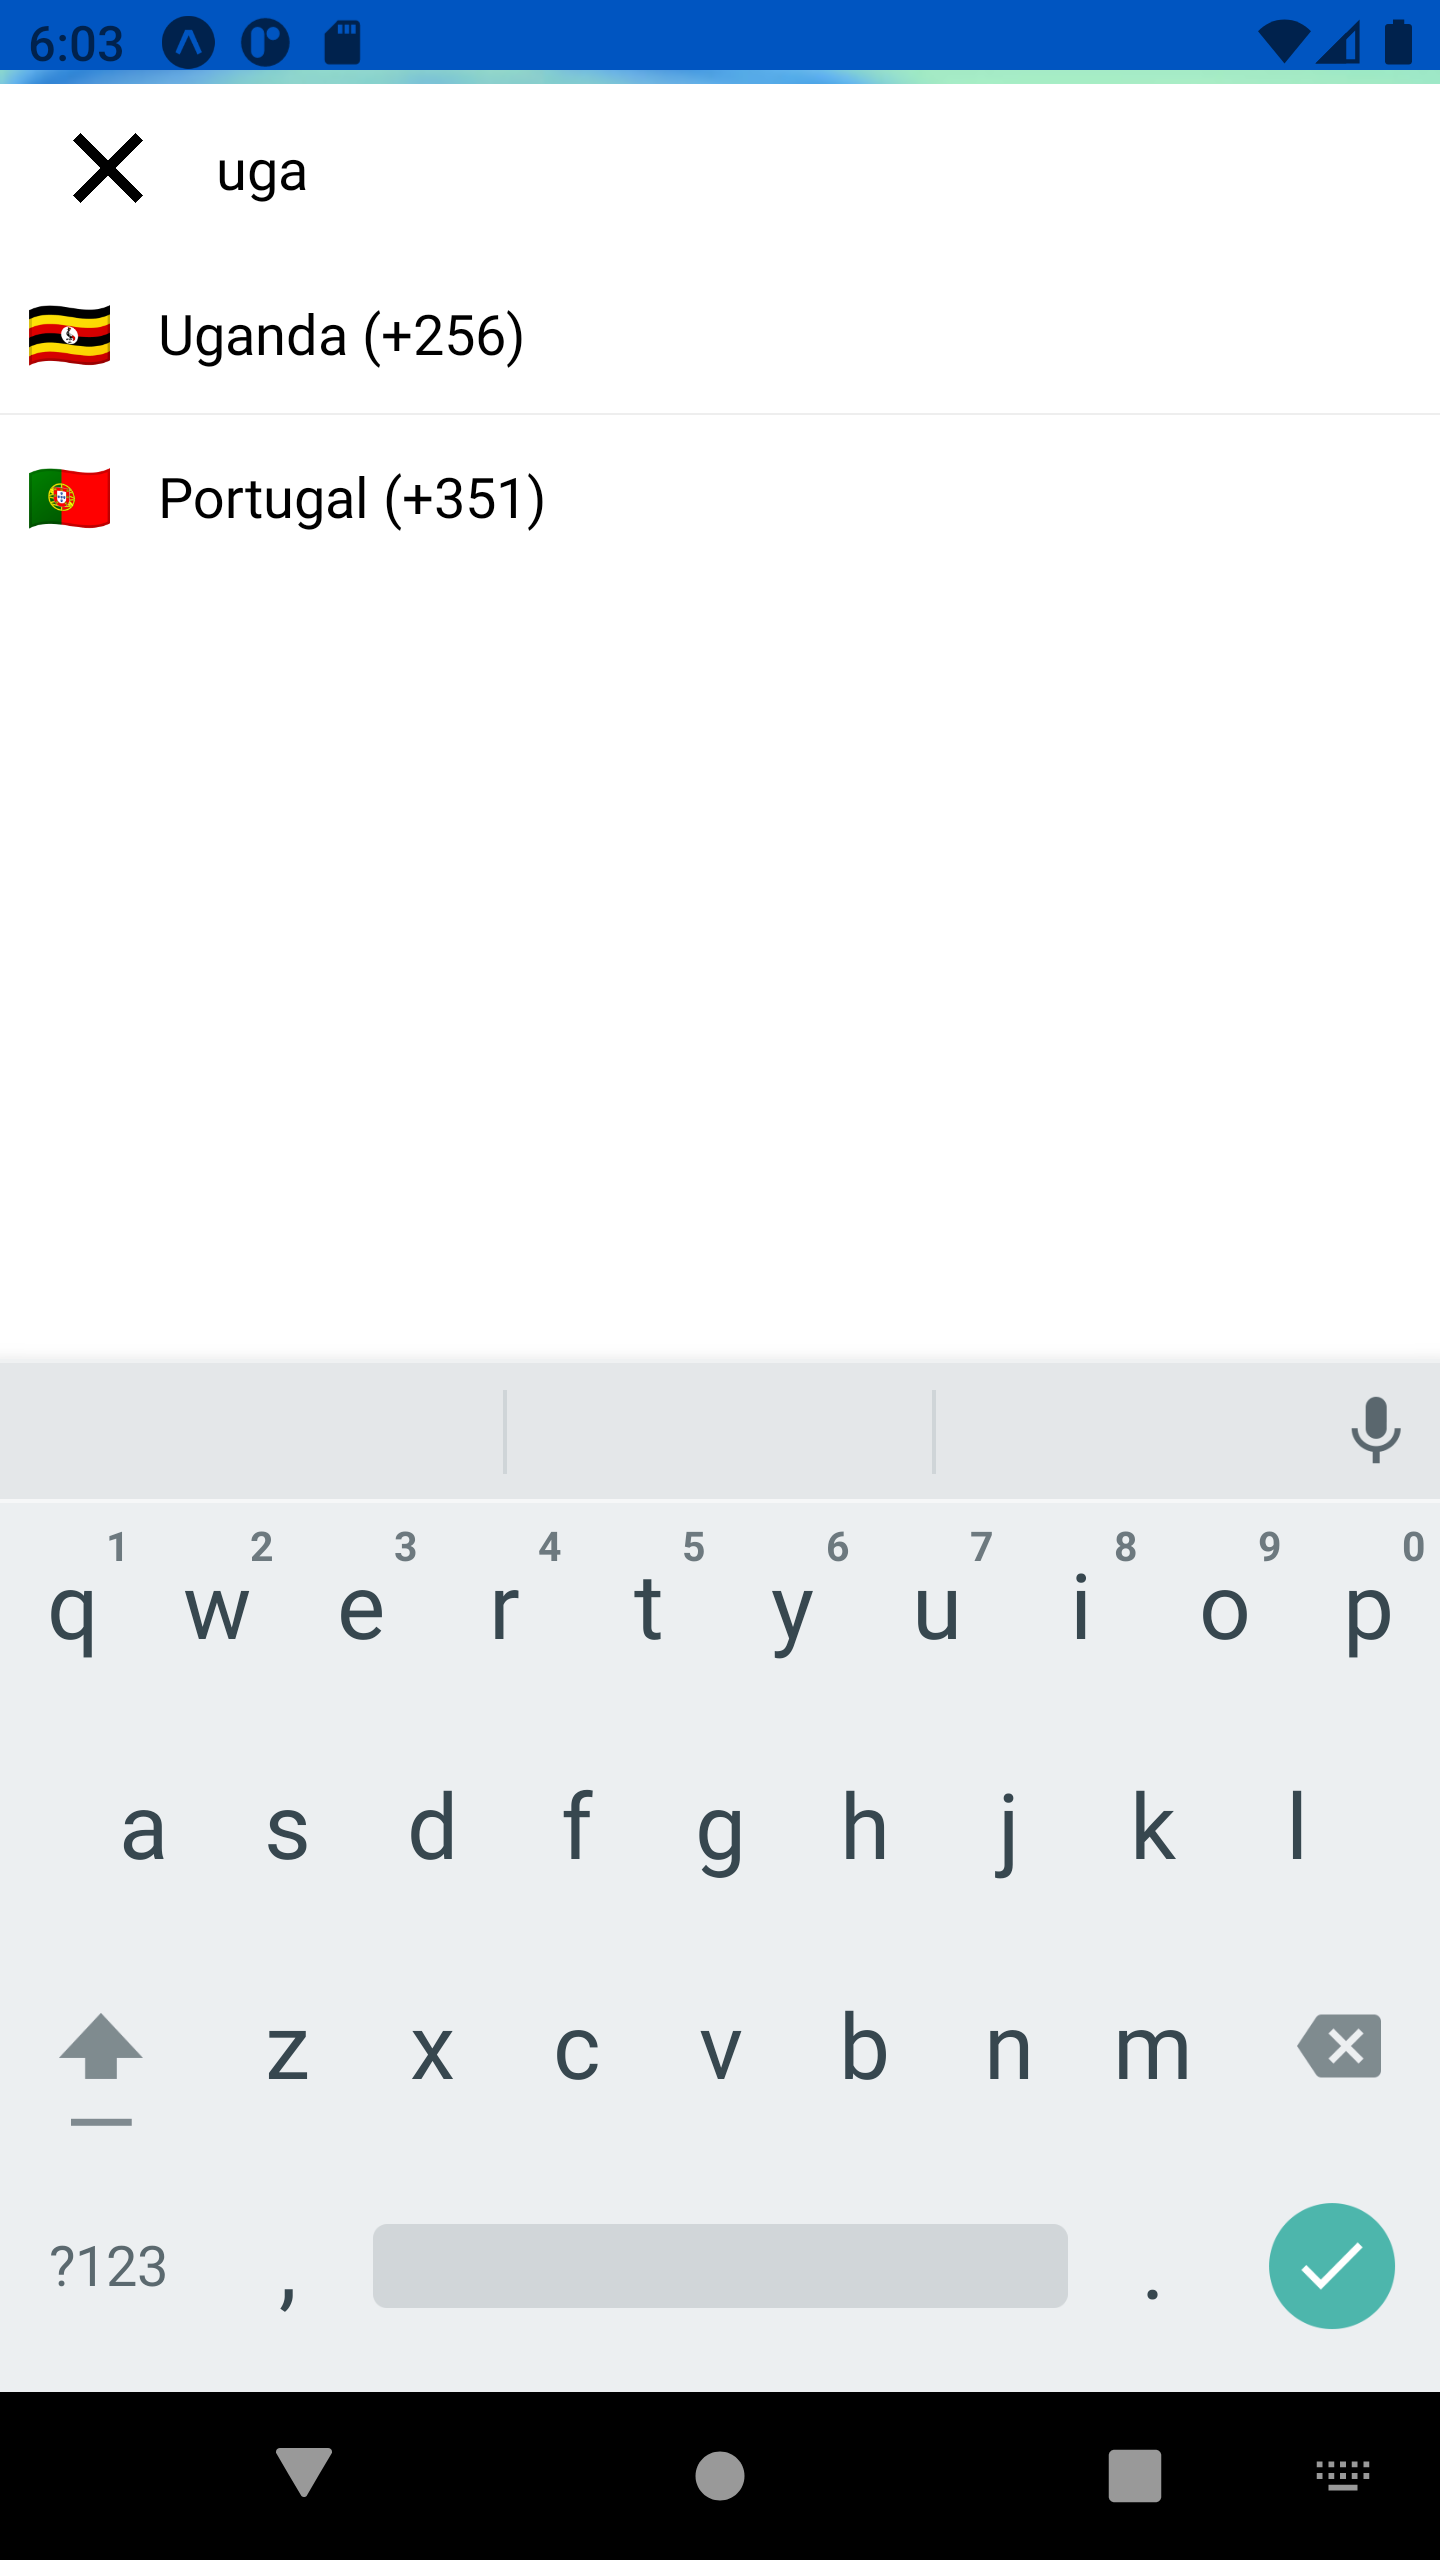 6:03
uga
Uganda (+256)
Portugal (+351)
1 2 3 4 5 6 7 8 9 0
q w e r t y u i o p
a s d f g h j k l
z x c v b n m
?123 , .